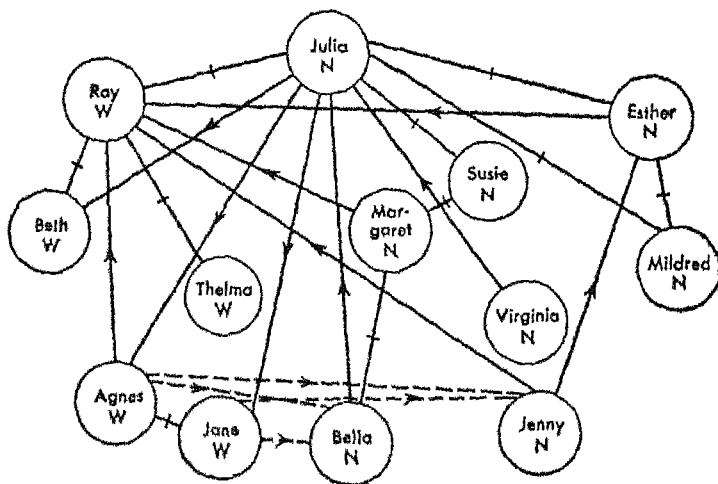 Julia
N
Ray
W
Esther
N
Susie
N
Beth
W
Mar-
garet
N
Mildred
N
Thelma
W
Virginia
N
Agnes
W
Jane
W
Bella
N
Jenny
N